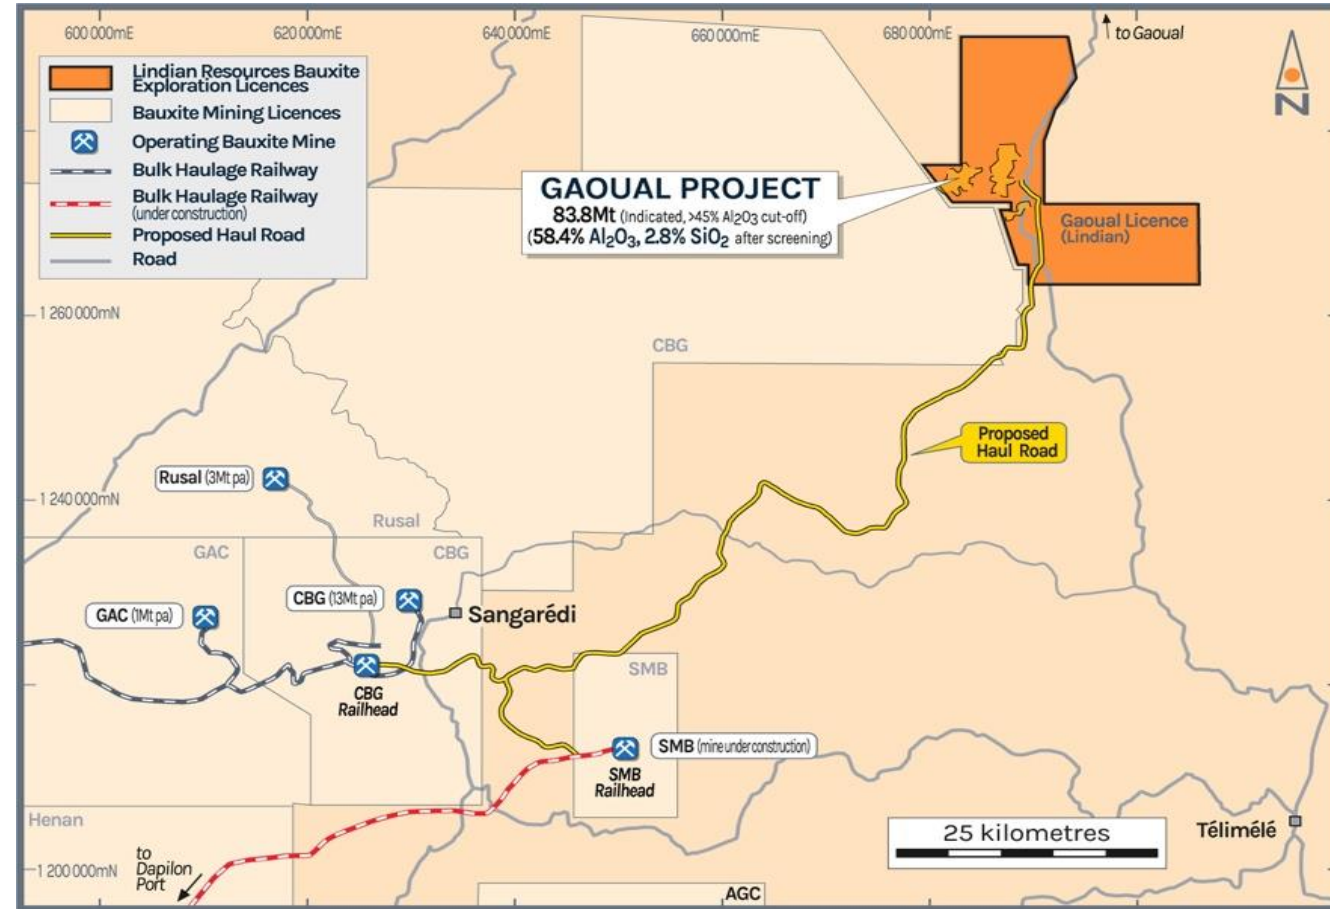 600 000mE
620 000mE
640 000mE
660 000mE
680 000mE
to Gaoual
Lindian Resources Bauxite
Exploration Licences
Bauxite Mining Licences
Operating Bauxite Mine
Bulk Haulage Railway
Bulk Haulage Railway
(under construction)
Proposed Haul Road
Road
N
GAOUAL PROJECT
83.8Mt (Indicated, >45% Al₂O₃ cut-off)
(58.4% Al₂O₃, 2.8% SiO₂ after screening)
Gaoual Licence
(Lindian)
1 260 000mN
CBG
Proposed
Haul Road
Rusal (3Mt pa)
1 240 000mN
Rusal
GAC
CBG
CBG (13Mt pa)
GAC (1Mt pa)
Sangarédi
SMB
CBG
Railhead
SMB (mine under construction)
SMB
Railhead
Henan
25 kilometres
Télimélé
to
Dapilon
Port
1 200 000mN
AGC